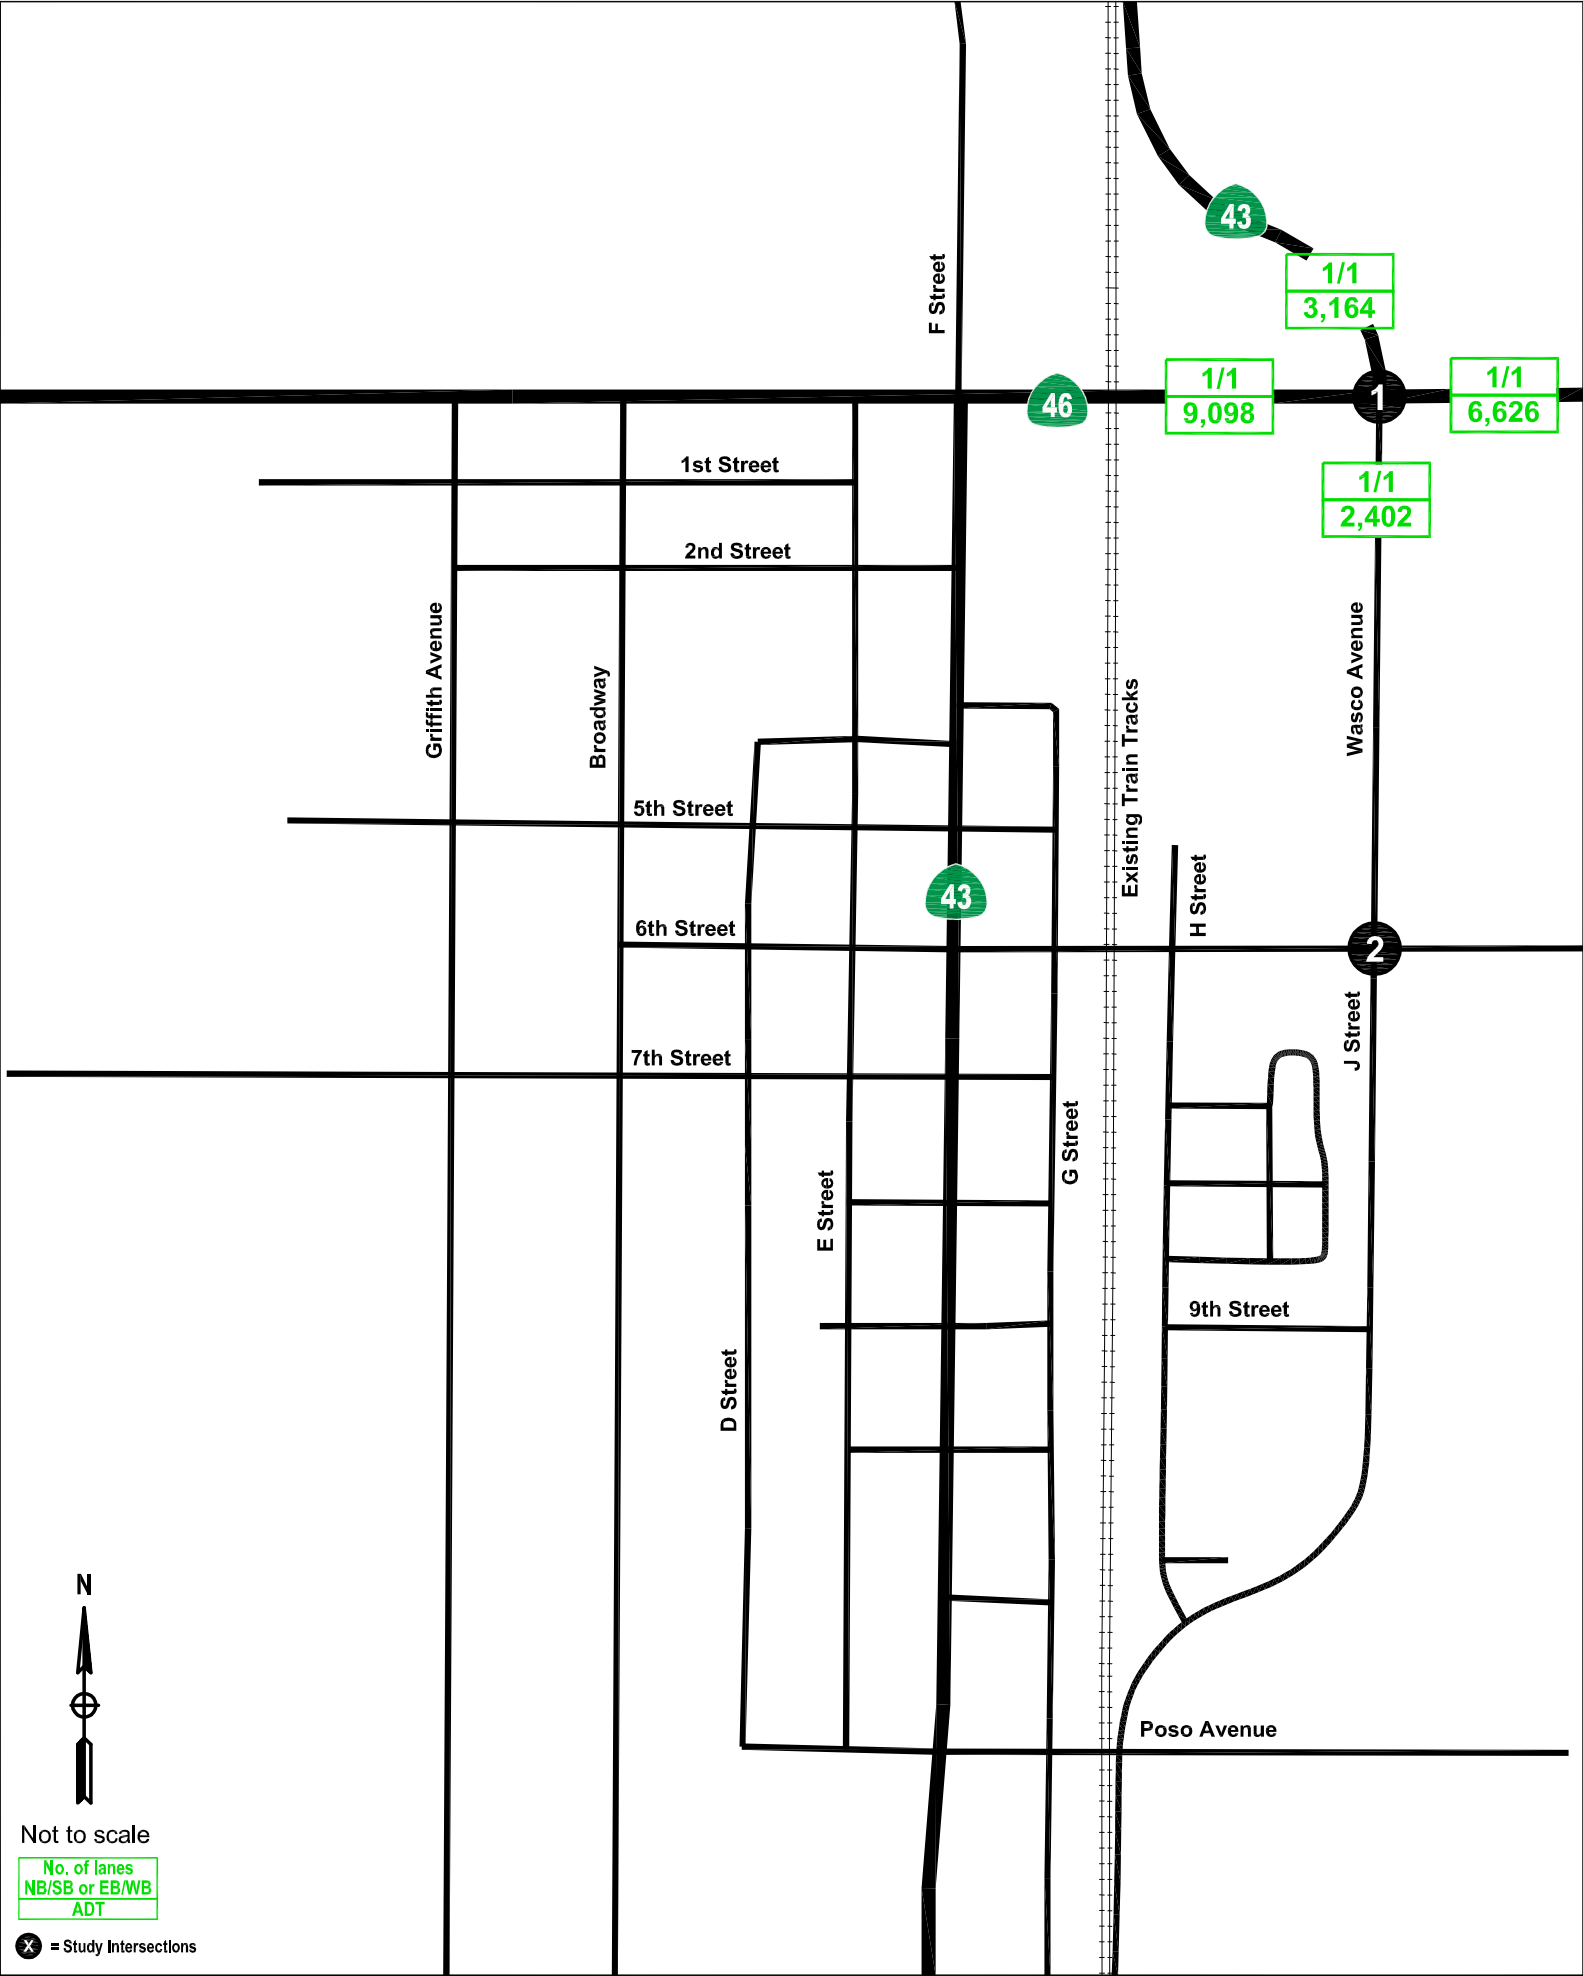 43
F Street
1/1
3,164
46
1/1
9,098
1
1/1
6,626
1st Street
1/1
2,402
2nd Street
Griffith Avenue
Broadway
Wasco Avenue
Existing Train Tracks
5th Street
H Street
43
6th Street
2
J Street
7th Street
G Street
E Street
9th Street
D Street
N
Poso Avenue
Not to scale
No. of lanes
NB/SB or EB/WB
ADT
X = Study Intersections